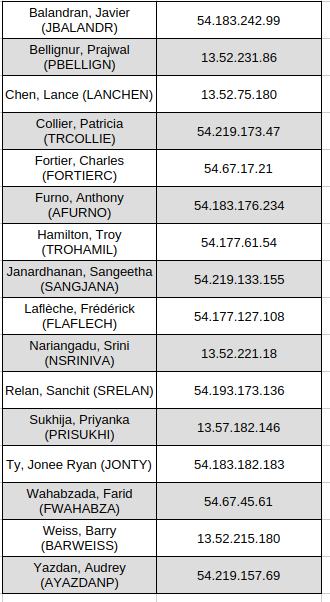 Balandran, Javier
(JBALANDR) 54.183.242.99
Bellignur, Prajwal
(PBELLIGN) 13.52.231.86
Chen, Lance (LANCHEN) 13.52.75.180
Collier, Patricia
(TRCOLLIE) 54.219.173.47
Fortier, Charles
(FORTIERC) 54.67.17.21
Furno, Anthony
(AFURNO) 54.183.176.234
Hamilton, Troy
(TROHAMIL) 54.177.61.54
Janardhanan, Sangeetha
(SANGJANA) 54.219.133.155
Laflèche, Frédérick
(FLAFLECH) 54.177.127.108
Nariangadu, Srini
(NSRINIVA) 13.52.221.18
Relan, Sanchit (SRELAN) 54.193.173.136
Sukhija, Priyanka
(PRISUKHI) 13.57.182.146
Ty, Jonee Ryan (JONTY) 54.183.182.183
Wahabzada, Farid
(FWAHABZA) 54.67.45.61
Weiss, Barry
(BARWEISS) 13.52.215.180
Yazdan, Audrey
(AYAZDANP) 54.219.157.69